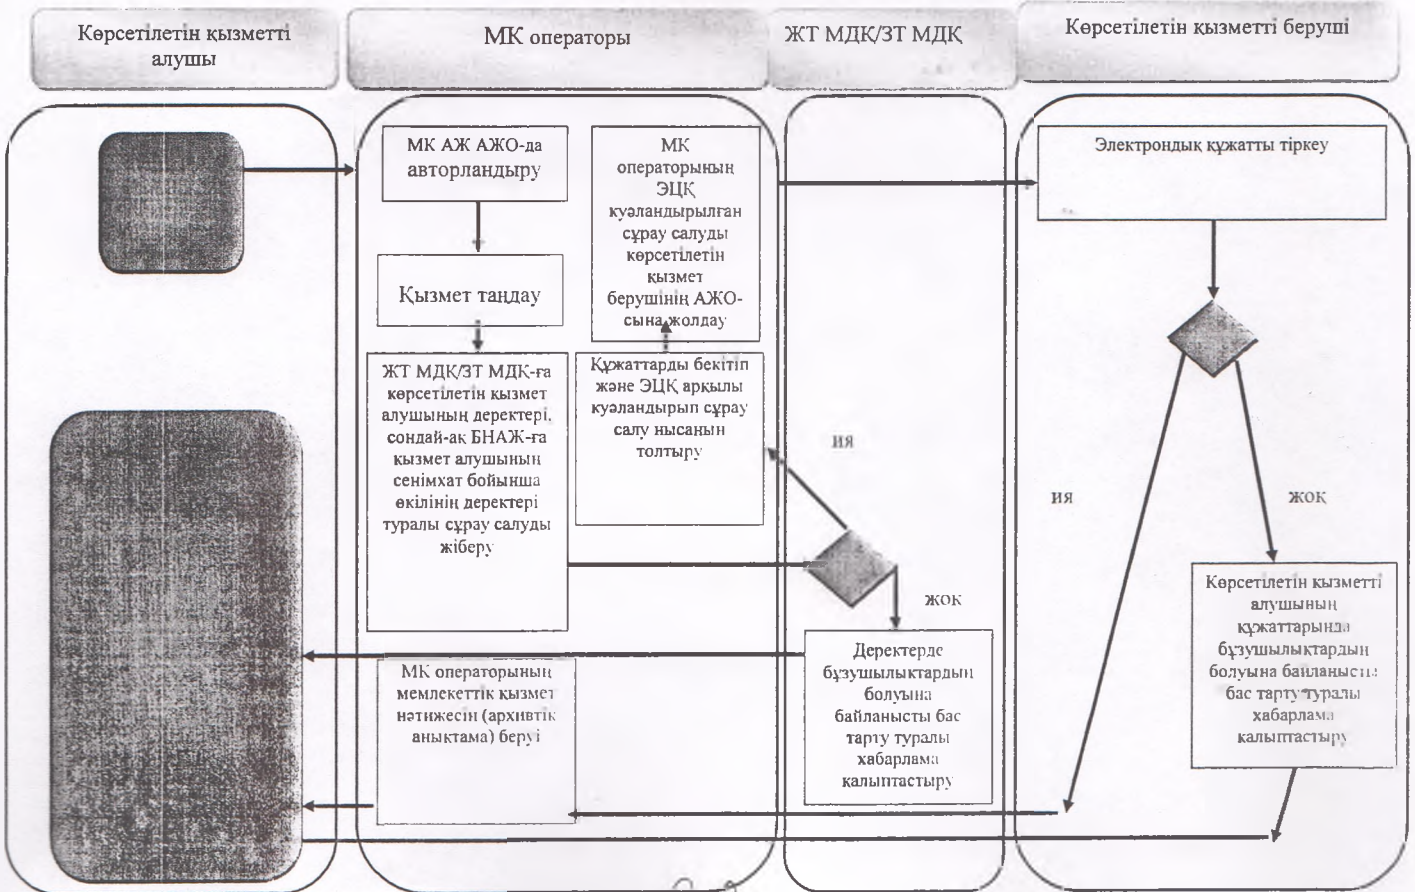 Көрсетілетін қызметті
алушы
МК операторы
ЖТ МДҚ/ЗТ МДҚ
Көрсетілетін қызметті беруші
МК АЖ АЖО-да
авторландыру
Қызмет таңдау
ЖТ МДҚ/ЗТ МДҚ-ға
көрсетілетін қызмет
алушының деректері,
сондай-ақ БНАЖ-ға
қызмет алушының
сенімхат бойынша
өкілінің деректері
туралы сұрау салуды
жіберу
МК
операторының
ЭЦҚ
куәландырылған
сұрау салуды
көрсетілетін
қызмет
берушінің АЖО-
сына жолдау
Құжаттарды бекітіп
және ЭЦҚ арқылы
куәландырып сұрау
салу нысанын
толтыру
МК операторының
мемлекеттік қызмет
нәтижесін (архивтік
анықтама) беруі
ИЯ
ЖОҚ
Деректерде
бұзушылықтардың
болуына
байланысты бас
тарту туралы
хабарлама
қалыптастыру
Электрондық құжатты тіркеу
ИЯ
ЖОҚ
Көрсетілетін қызметті
алушының
құжаттарында
бұзушылықтардың
болуына байланысты
бас тарту туралы
хабарлама
қалыптастыру